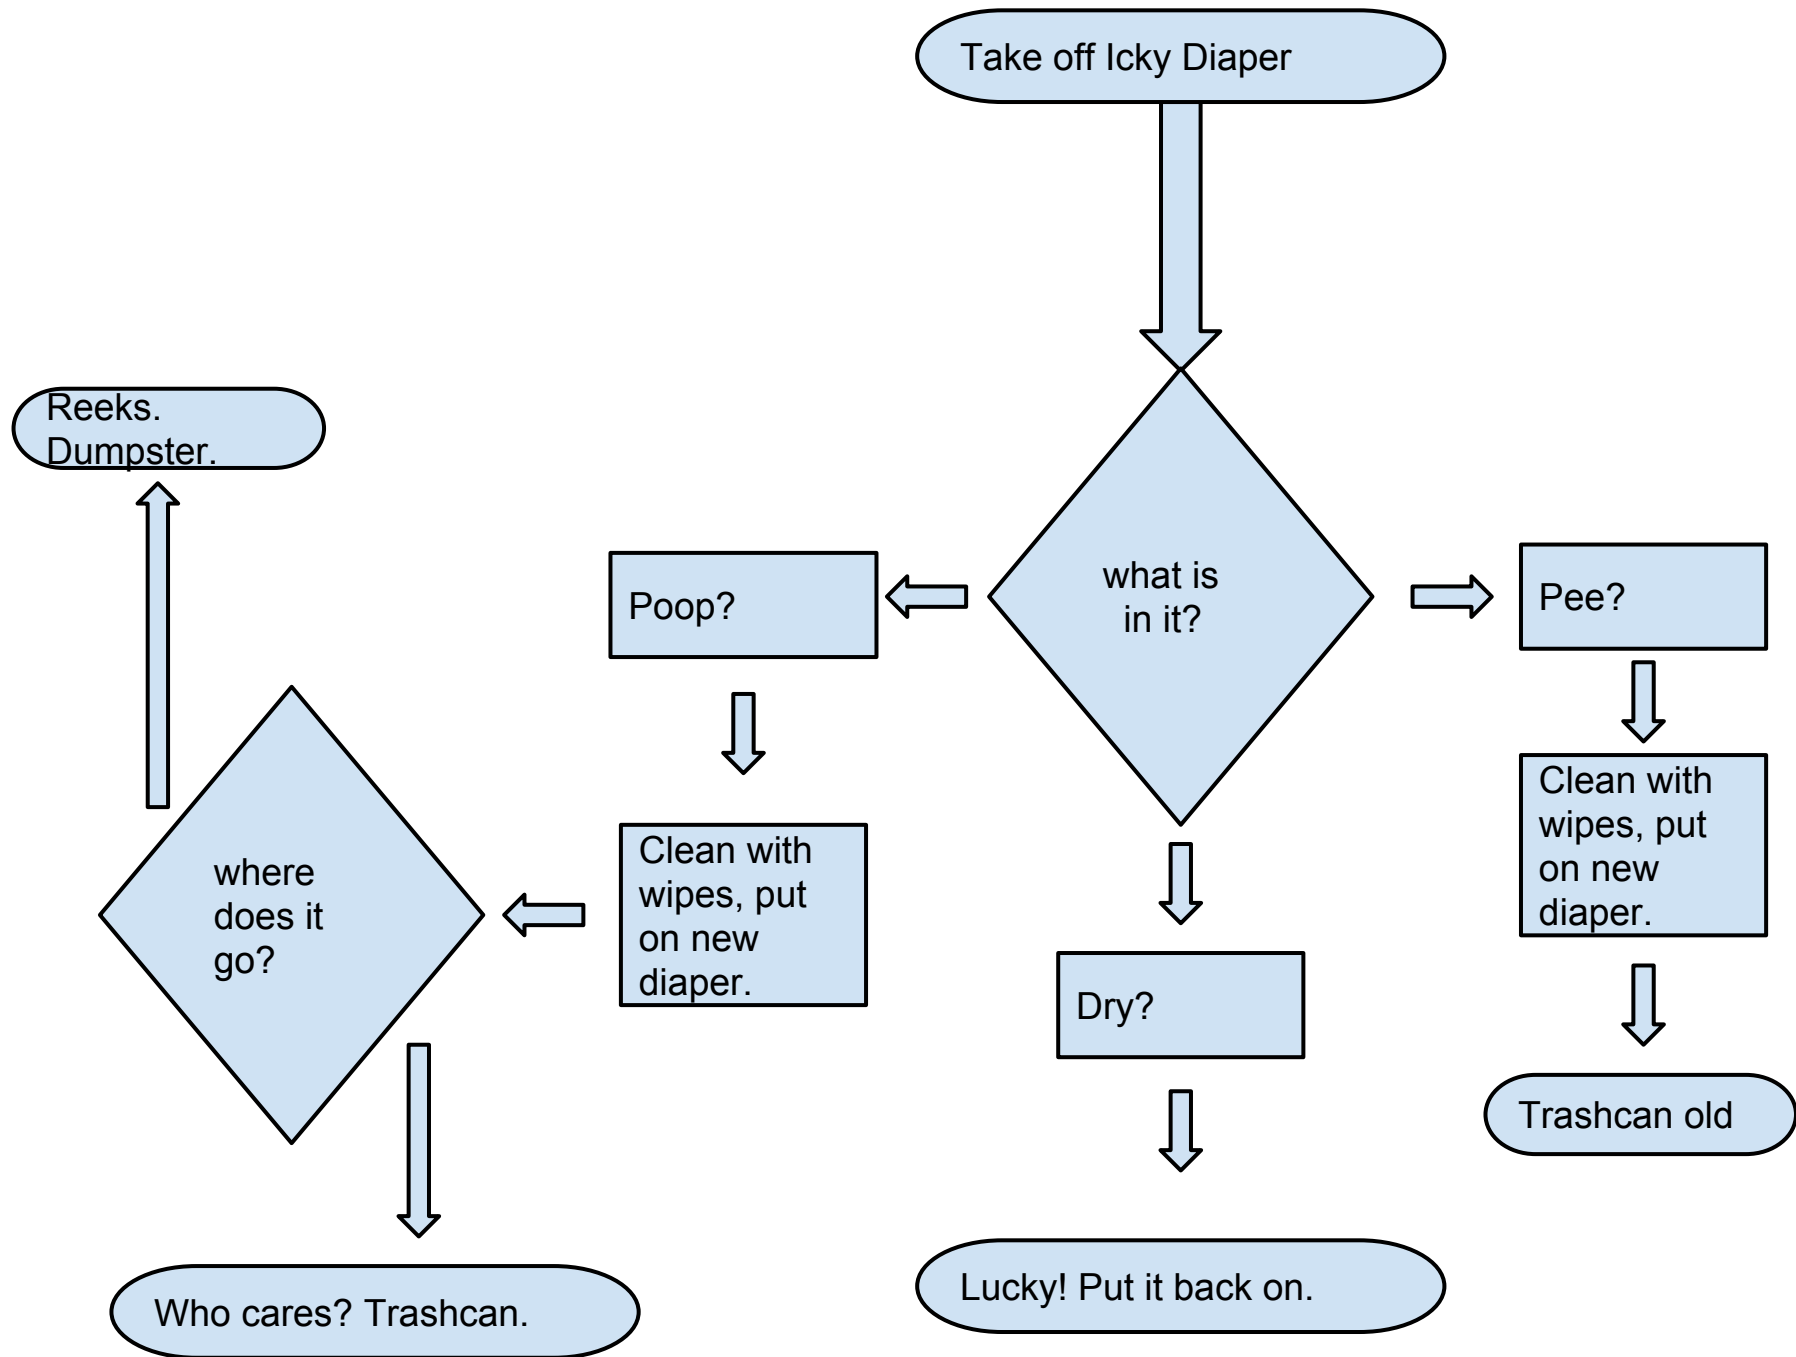 Take off Icky Diaper
Reeks.
Dumpster.
what is
in it?
Poop?
Pee?
Clean with
wipes, put
on new
diaper.
where
does it
go?
Clean with
wipes, put
on new
diaper.
Dry?
Trashcan old
Lucky! Put it back on.
Who cares? Trashcan.